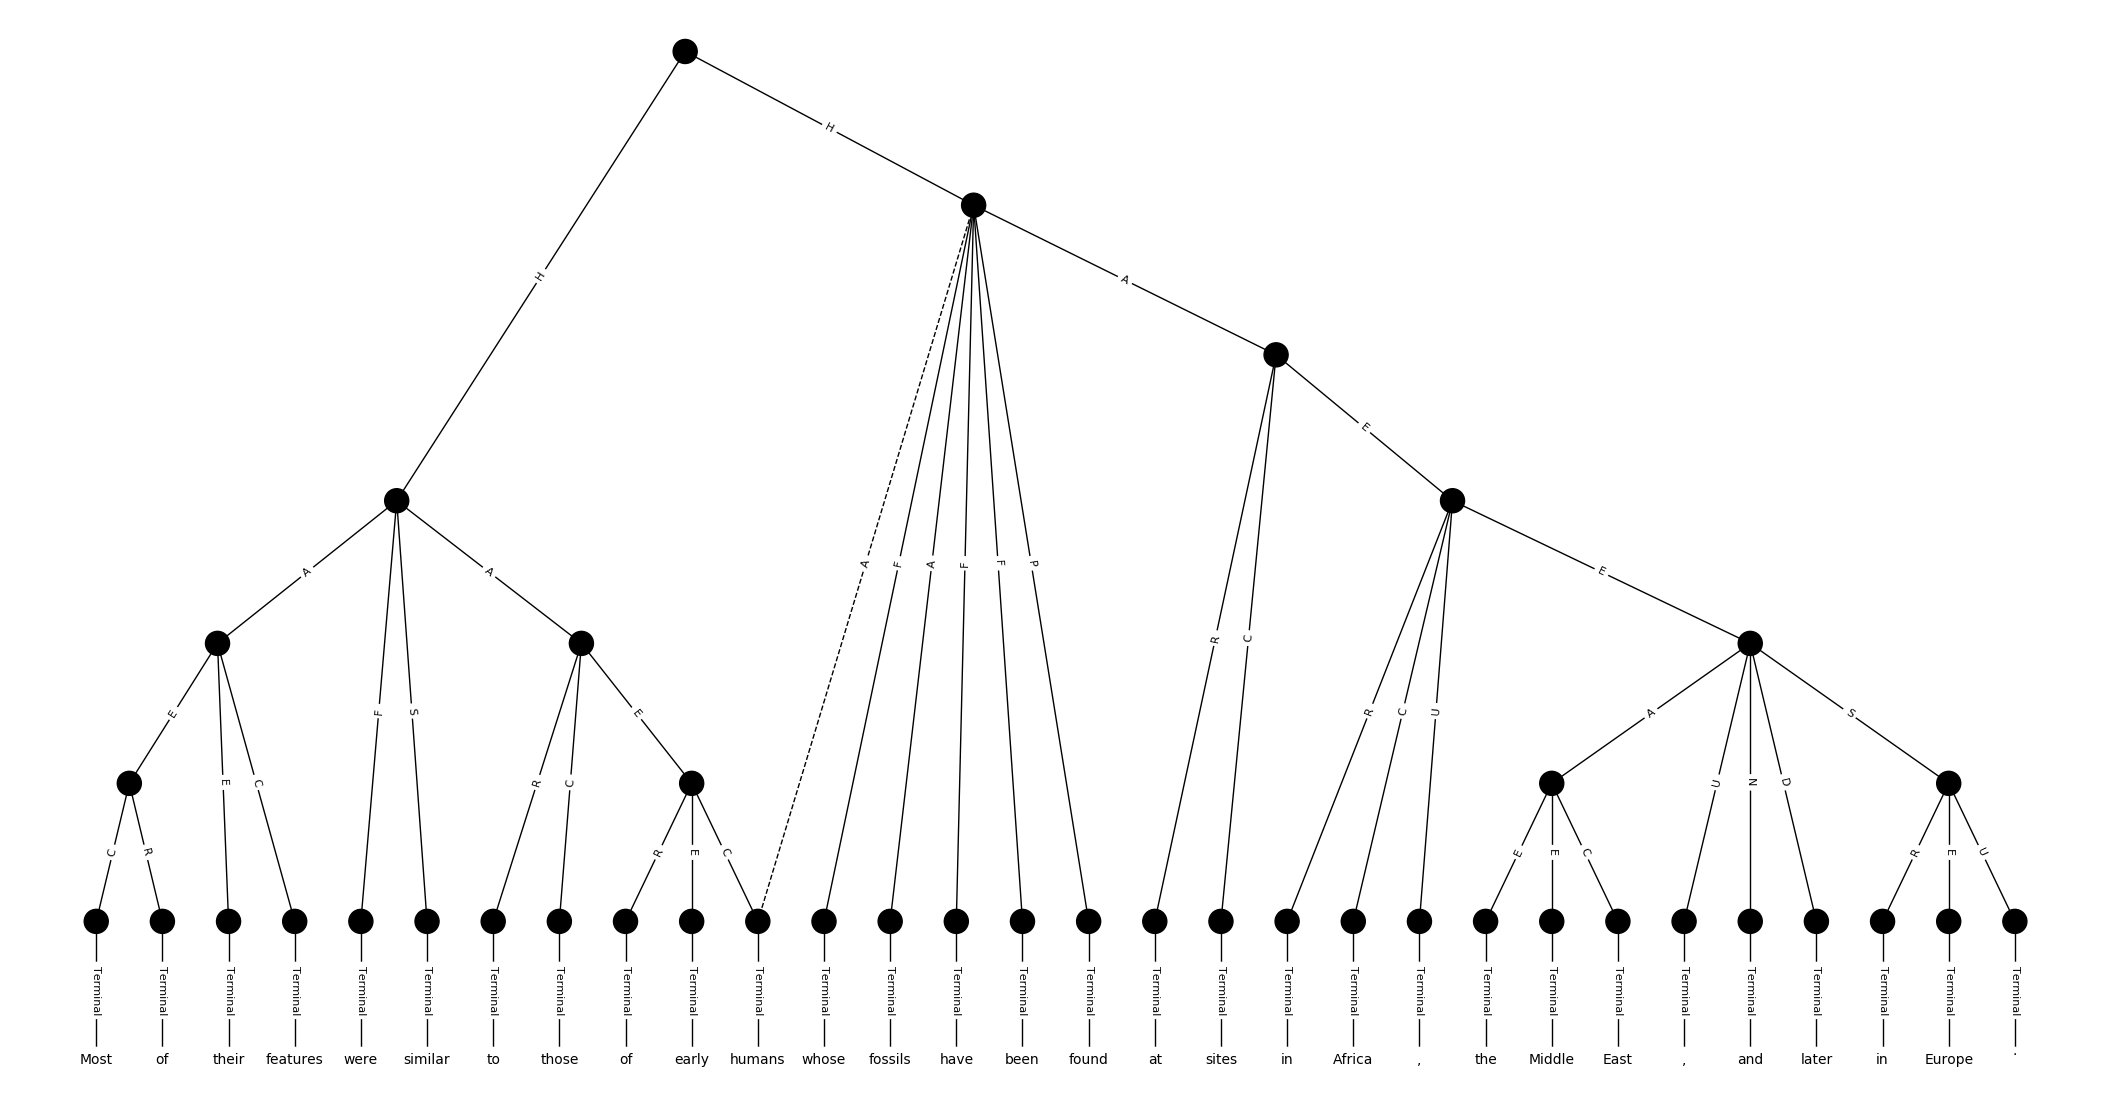 H
H
A
E
A
A
A
F
A
F
F
P
R
C
E
E
E
C
F
S
R
C
E
R
C
U
A
U
N
D
S
C
R
R
E
C
E
E
C
R
E
U
Terminal Terminal Terminal Terminal Terminal Terminal Terminal Terminal Terminal Terminal Terminal Terminal Terminal Terminal Terminal Terminal Terminal Terminal Terminal Terminal Terminal Terminal Terminal Terminal Terminal Terminal Terminal Terminal Terminal Terminal
Most of their features were similar to those of early humans whose fossils have been found at sites in Africa , the Middle East , and later in Europe .